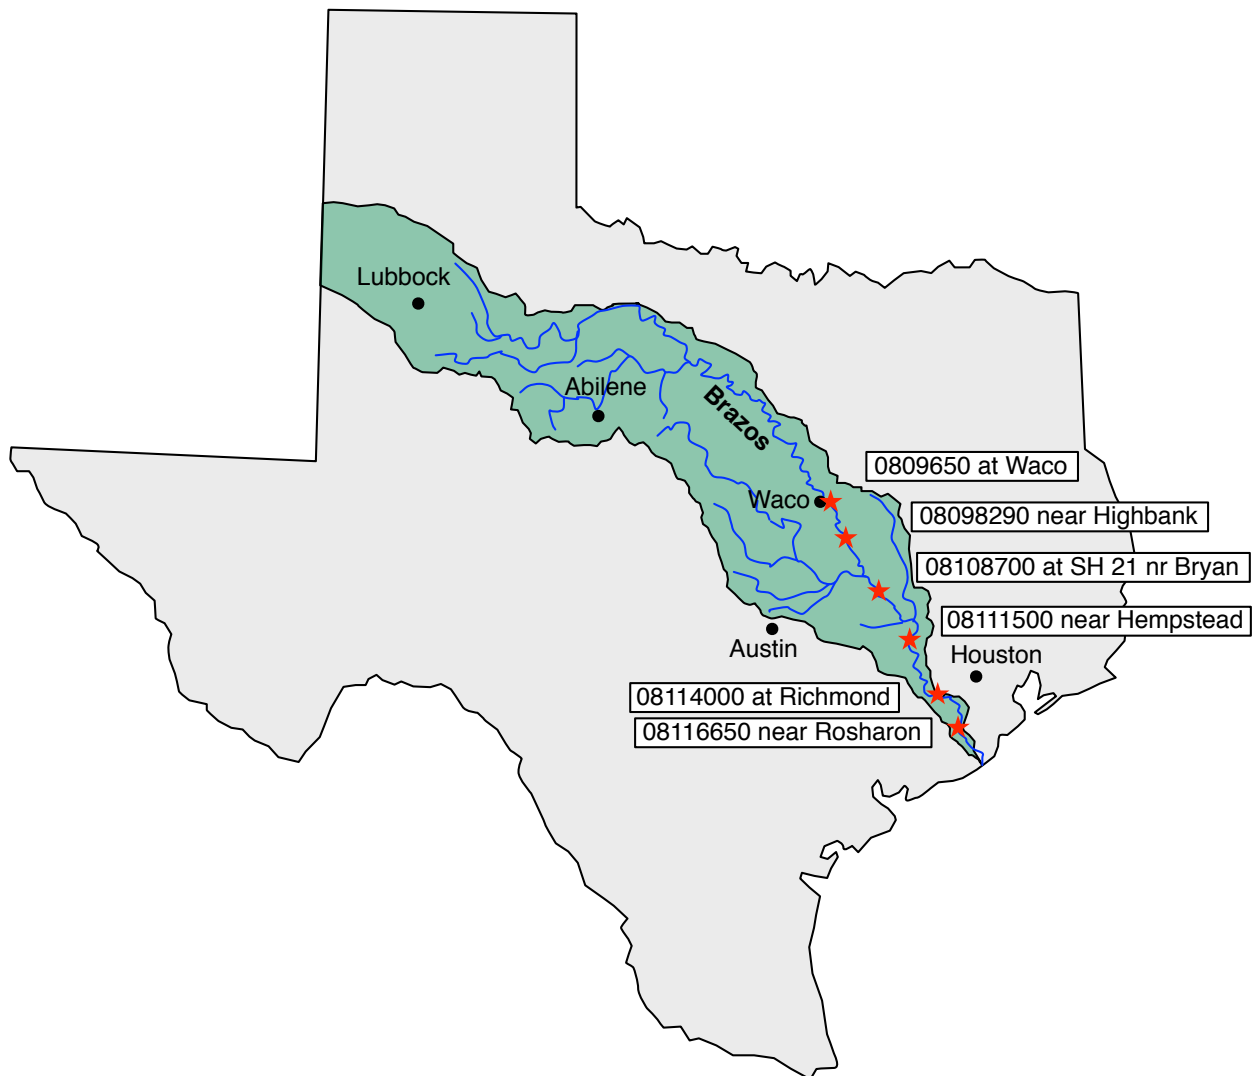 Lubbock
Abilene
Brazos
0809650 at Waco
Waco
08098290 near Highbank
08108700 at SH 21 nr Bryan
08111500 near Hempstead
Austin
Houston
08114000 at Richmond
08116650 near Rosharon